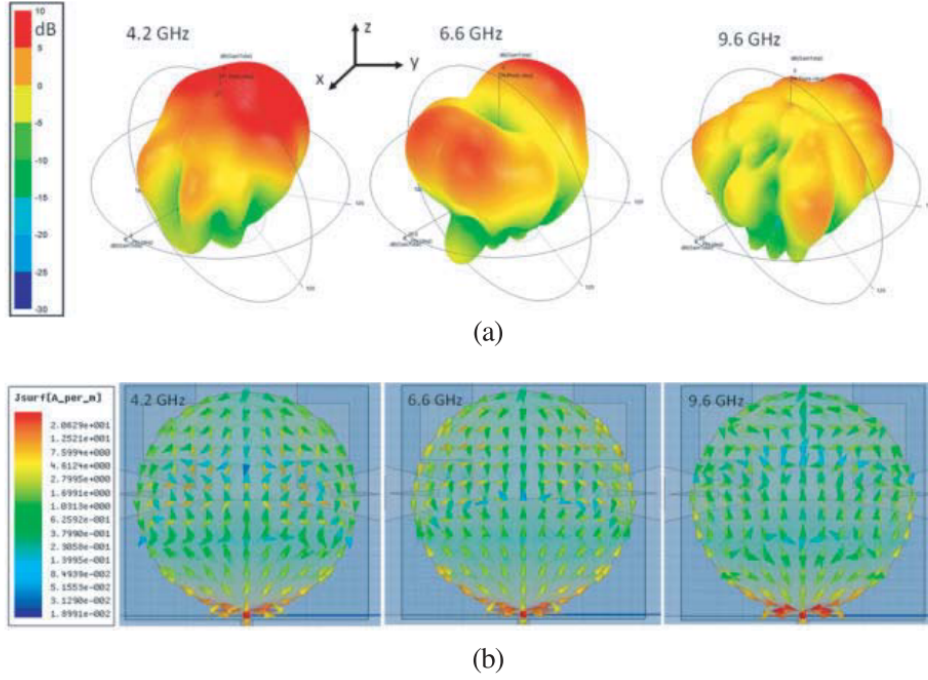 10
dB
5
0
-5
-10
-15
-20
-25
-30
4.2 GHz
z
y
x
6.6 GHz
9.6 GHz
(a)
Jsurf[A_per_m]
2.0629e+001
1.2521e+001
7.5994e+000
4.6124e+000
2.7995e+000
1.6991e+000
1.0313e+000
6.2592e-001
3.7990e-001
2.3058e-001
1.3995e-001
8.4939e-002
5.1553e-002
3.1290e-002
1.8991e-002
4.2 GHz
6.6 GHz
9.6 GHz
(b)